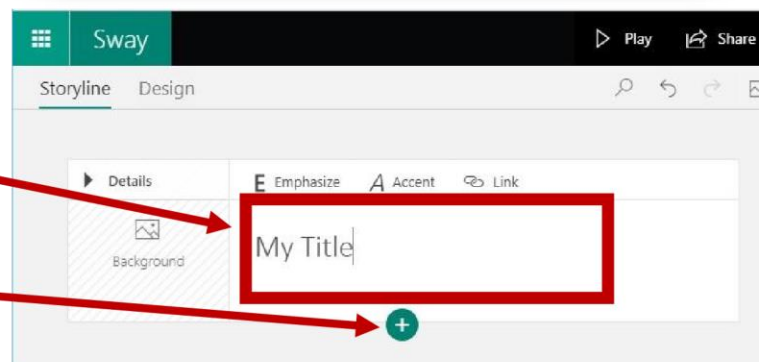 Sway
Play Share
Storyline Design
Details
E Emphasize A Accent Link
Background
My Title